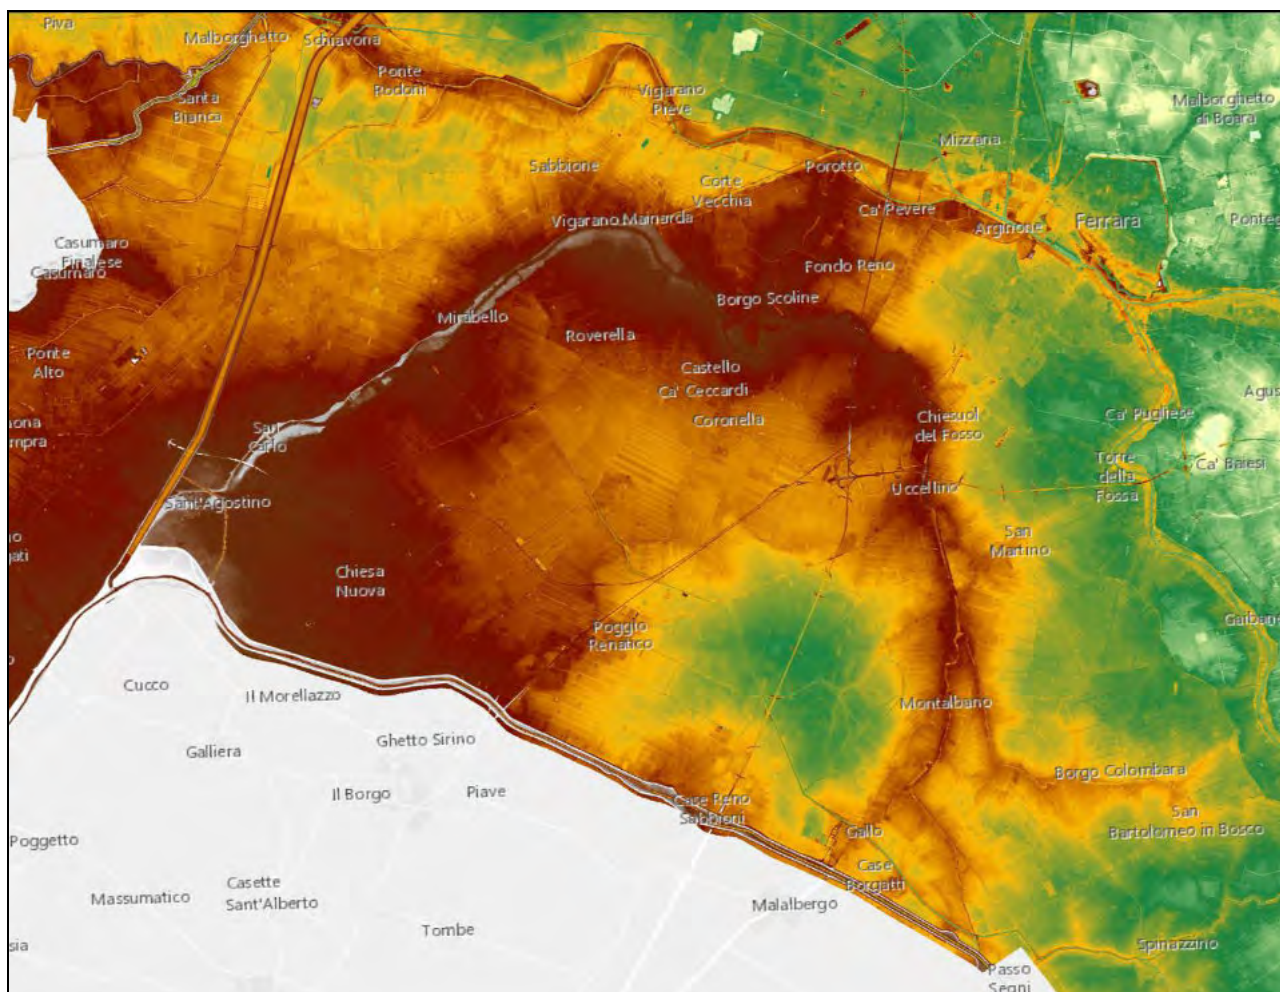 Piva
Malborghetto
Schiavona
Ponte
Rodoni
Santa
Bianca
Vigarano
Pieve
Malborghetto
di Boara
Mizzana
Sabbione
Porotto
Corte
Vecchia
Ca' Pevere
Vigarano Mainarda
Arginone
Ferrara
Casumaro
Finalese
Casumaro
Fondo Reno
Borgo Scoline
Mirabello
Roverella
Ponte
Alto
Castello
Ca' Ceccardi
Coronella
Chiesuol
del Fosso
Ca' Pugliese
San
Carlo
Torre
della
Fossa
Ca' Baiesi
Uccellino
Sant'Agostino
San
Martino
Chiesa
Nuova
Poggio
Renatico
Cucco
Il Morellazzo
Montalbano
Galliera
Ghetto Sirino
Borgo Colombara
Il Borgo
Piave
Case Reno
Sabbioni
San
Bartolomeo in Bosco
Gallo
Poggetto
Case
Borgatti
Massumatico
Casette
Sant'Alberto
Malalbergo
Tombe
Spinazzino
Passo
Segni